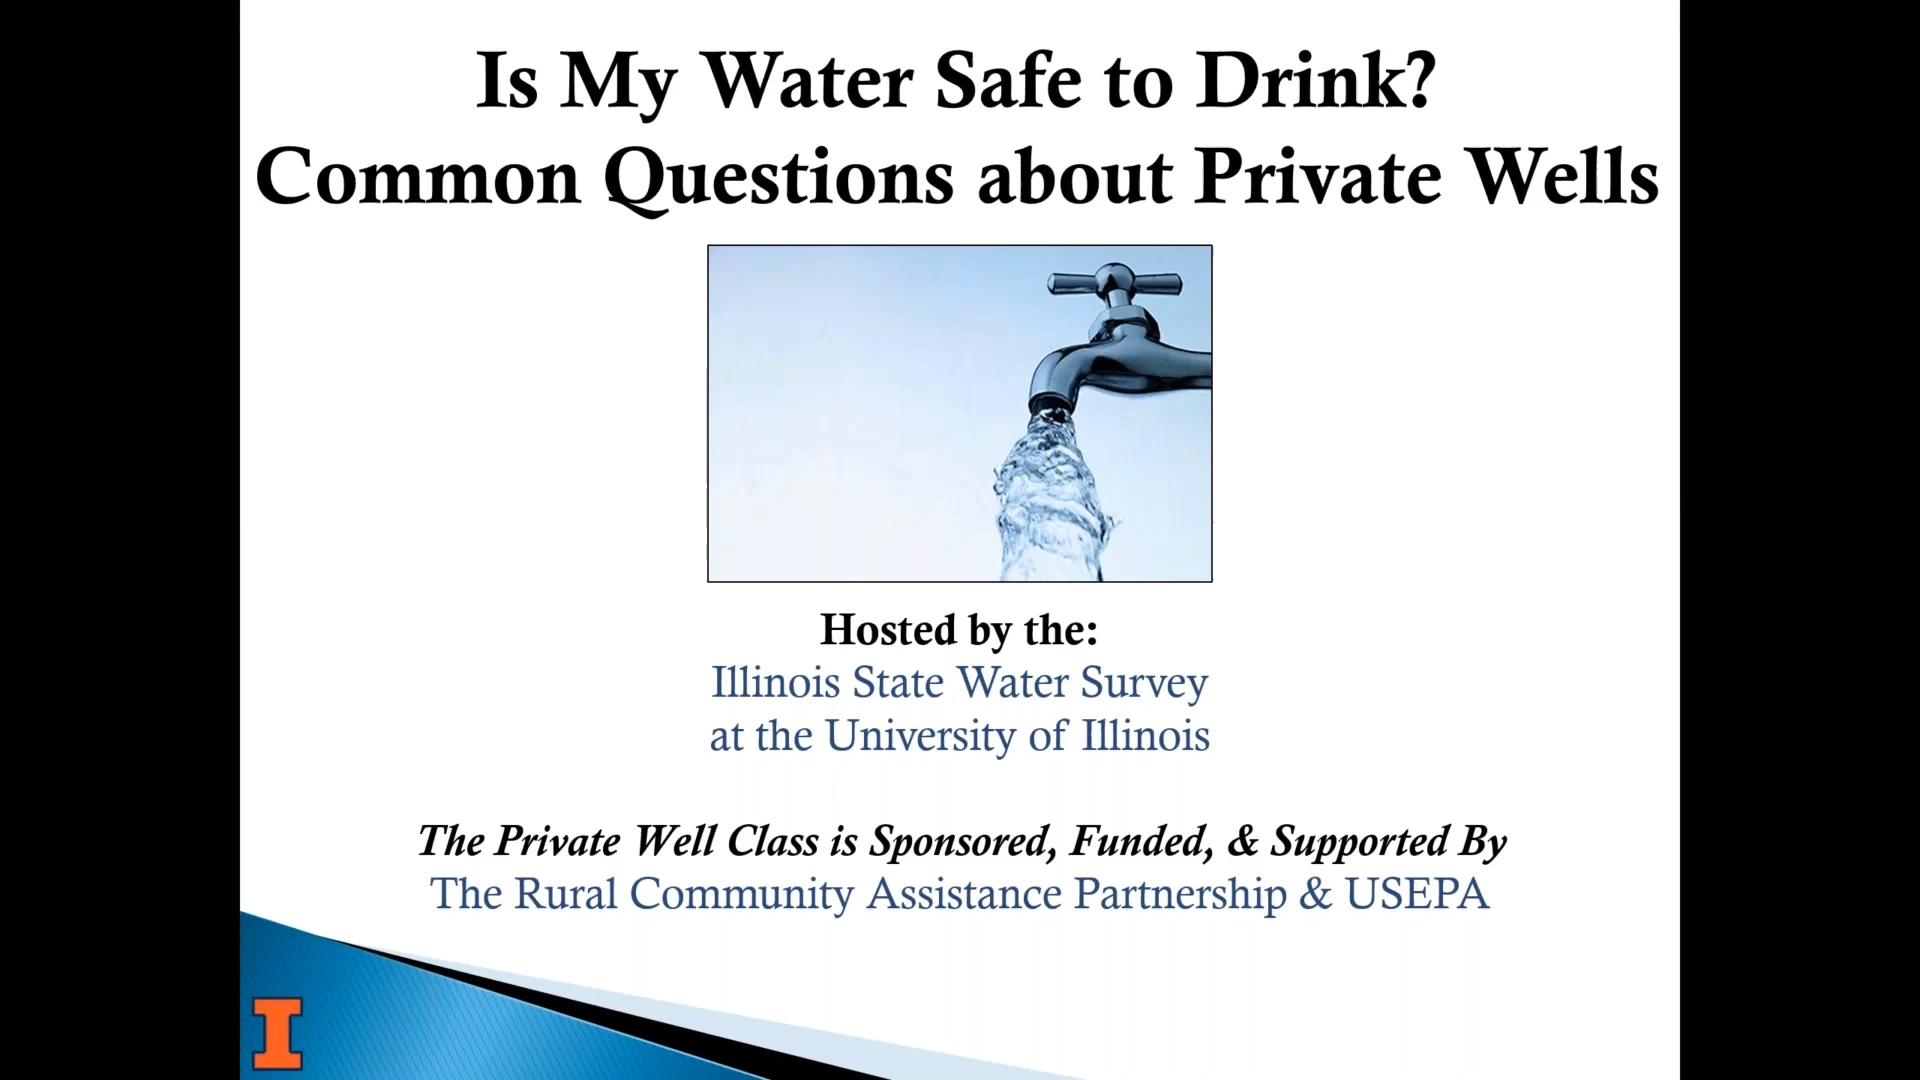 Is My Water Safe to Drink?
Common Questions about Private Wells
Hosted by the:
Illinois State Water Survey
at the University of Illinois
The Private Well Class is Sponsored, Funded, & Supported By
The Rural Community Assistance Partnership & USEPA
I